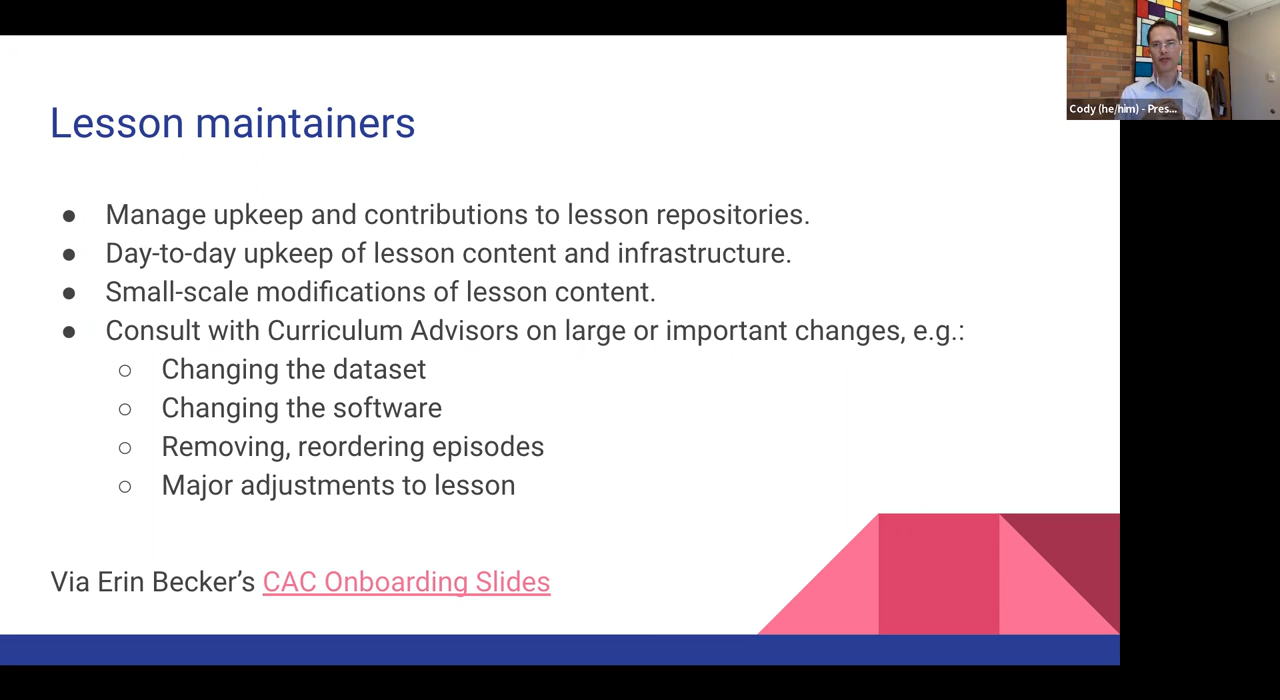 Cody (he/him) - Pres...
Lesson maintainers
● Manage upkeep and contributions to lesson repositories.
● Day-to-day upkeep of lesson content and infrastructure.
● Small-scale modifications of lesson content.
● Consult with Curriculum Advisors on large or important changes, e.g.:
○ Changing the dataset
○ Changing the software
○ Removing, reordering episodes
○ Major adjustments to lesson
Via Erin Becker’s CAC Onboarding Slides